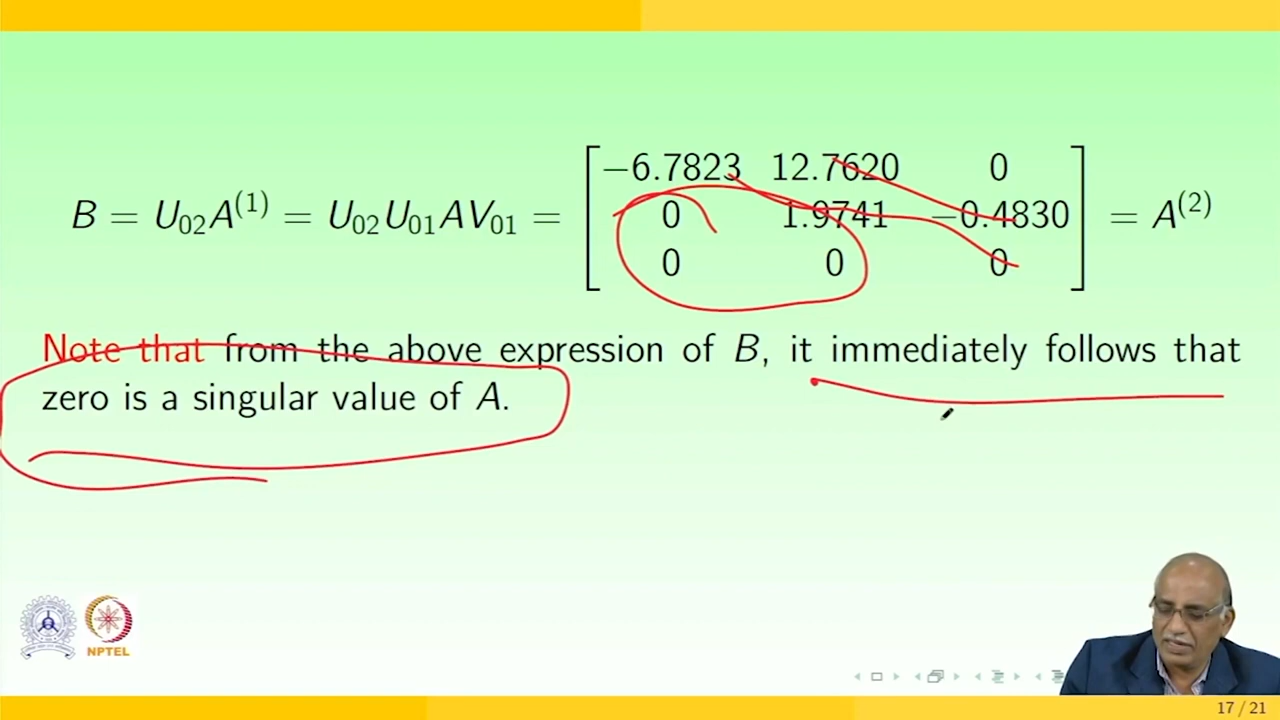 B = U₀₂A⁽¹⁾ = U₀₂U₀₁AV₀₁ = [ −6.7823 12.7620 0 ; 0 1.9741 −0.4830 ; 0 0 0 ] = A⁽²⁾
Note that from the above expression of B, it immediately follows that
zero is a singular value of A.
NPTEL
17 / 21